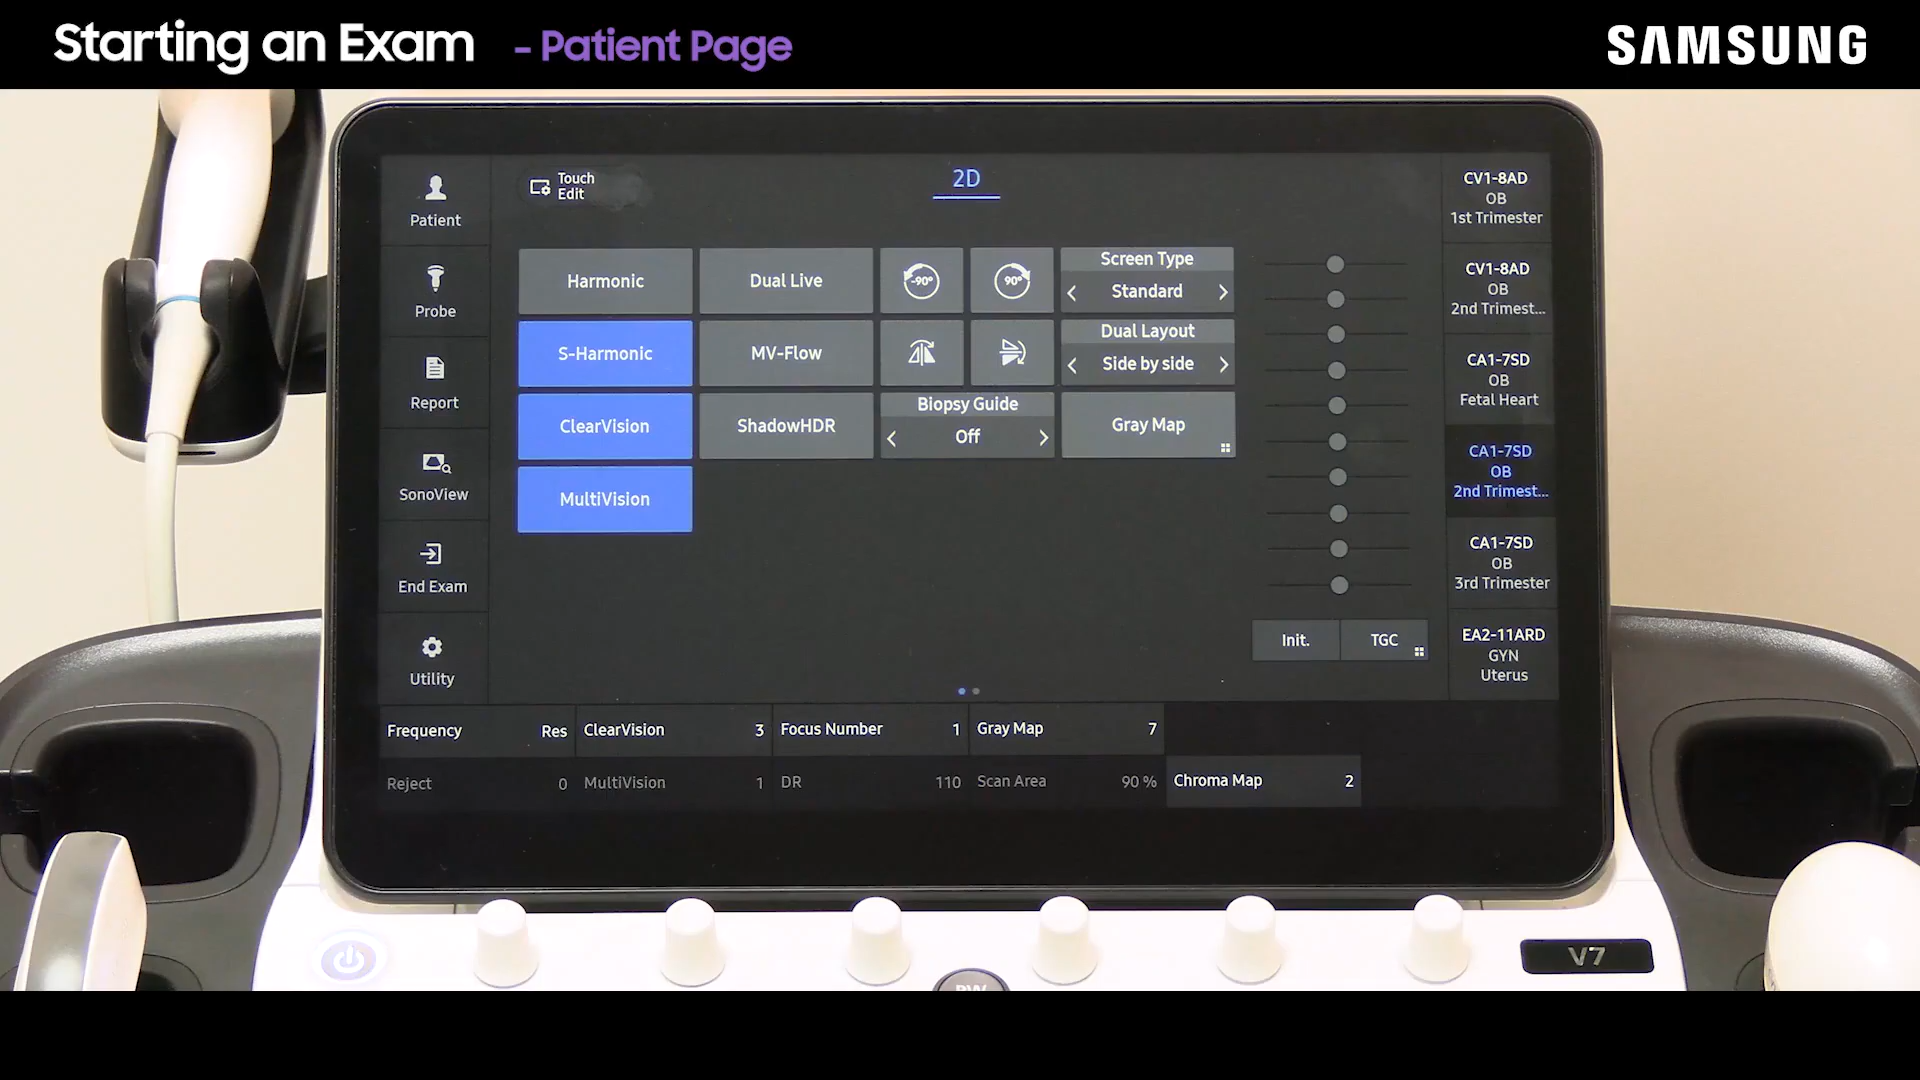 Starting an Exam - Patient Page
SAMSUNG
Patient
Probe
Report
SonoView
End Exam
Utility
Touch
Edit
2D
Harmonic
Dual Live
-90°
90°
Screen Type
Standard
S-Harmonic
MV-Flow
Dual Layout
Side by side
ClearVision
ShadowHDR
Biopsy Guide
Off
Gray Map
MultiVision
Init.
TGC
CV1-8AD
OB
1st Trimester
CV1-8AD
OB
2nd Trimest...
CA1-7SD
OB
Fetal Heart
CA1-7SD
OB
2nd Trimest...
CA1-7SD
OB
3rd Trimester
EA2-11ARD
GYN
Uterus
Frequency Res
ClearVision 3
Focus Number 1
Gray Map 7
Reject 0
MultiVision 1
DR 110
Scan Area 90 %
Chroma Map 2
V7